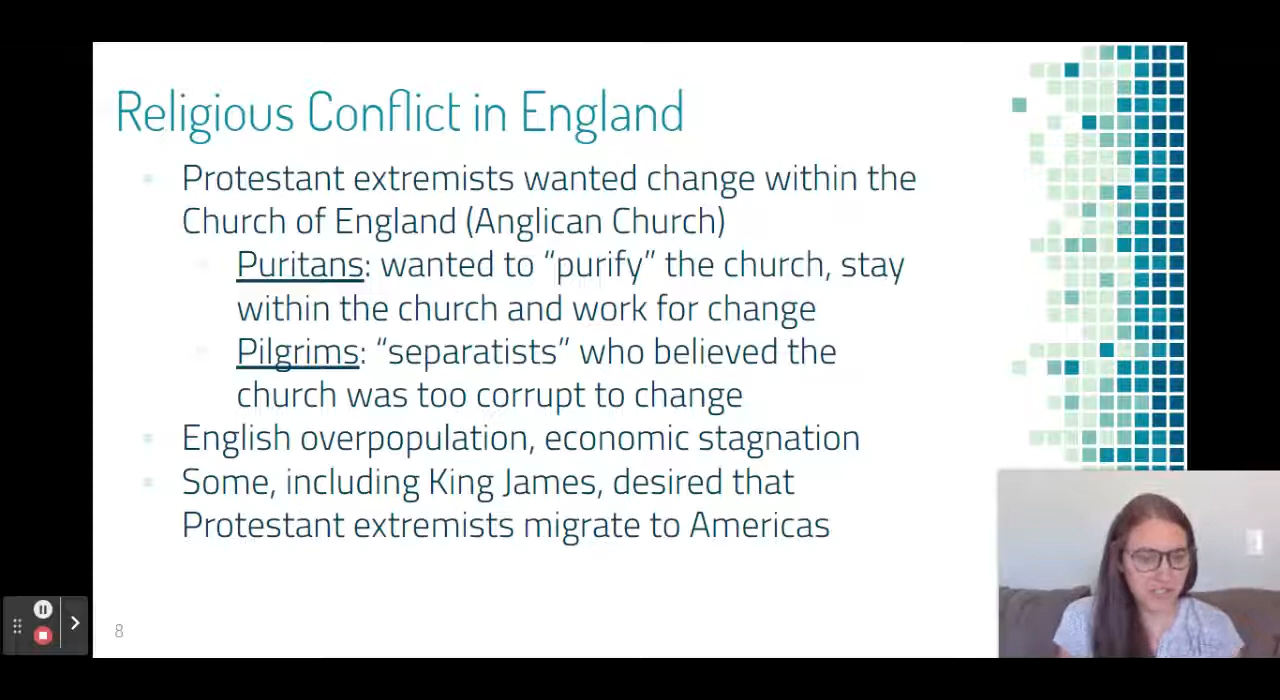 Religious Conflict in England
Protestant extremists wanted change within the
Church of England (Anglican Church)
Puritans: wanted to “purify” the church, stay
within the church and work for change
Pilgrims: “separatists” who believed the
church was too corrupt to change
English overpopulation, economic stagnation
Some, including King James, desired that
Protestant extremists migrate to Americas
8